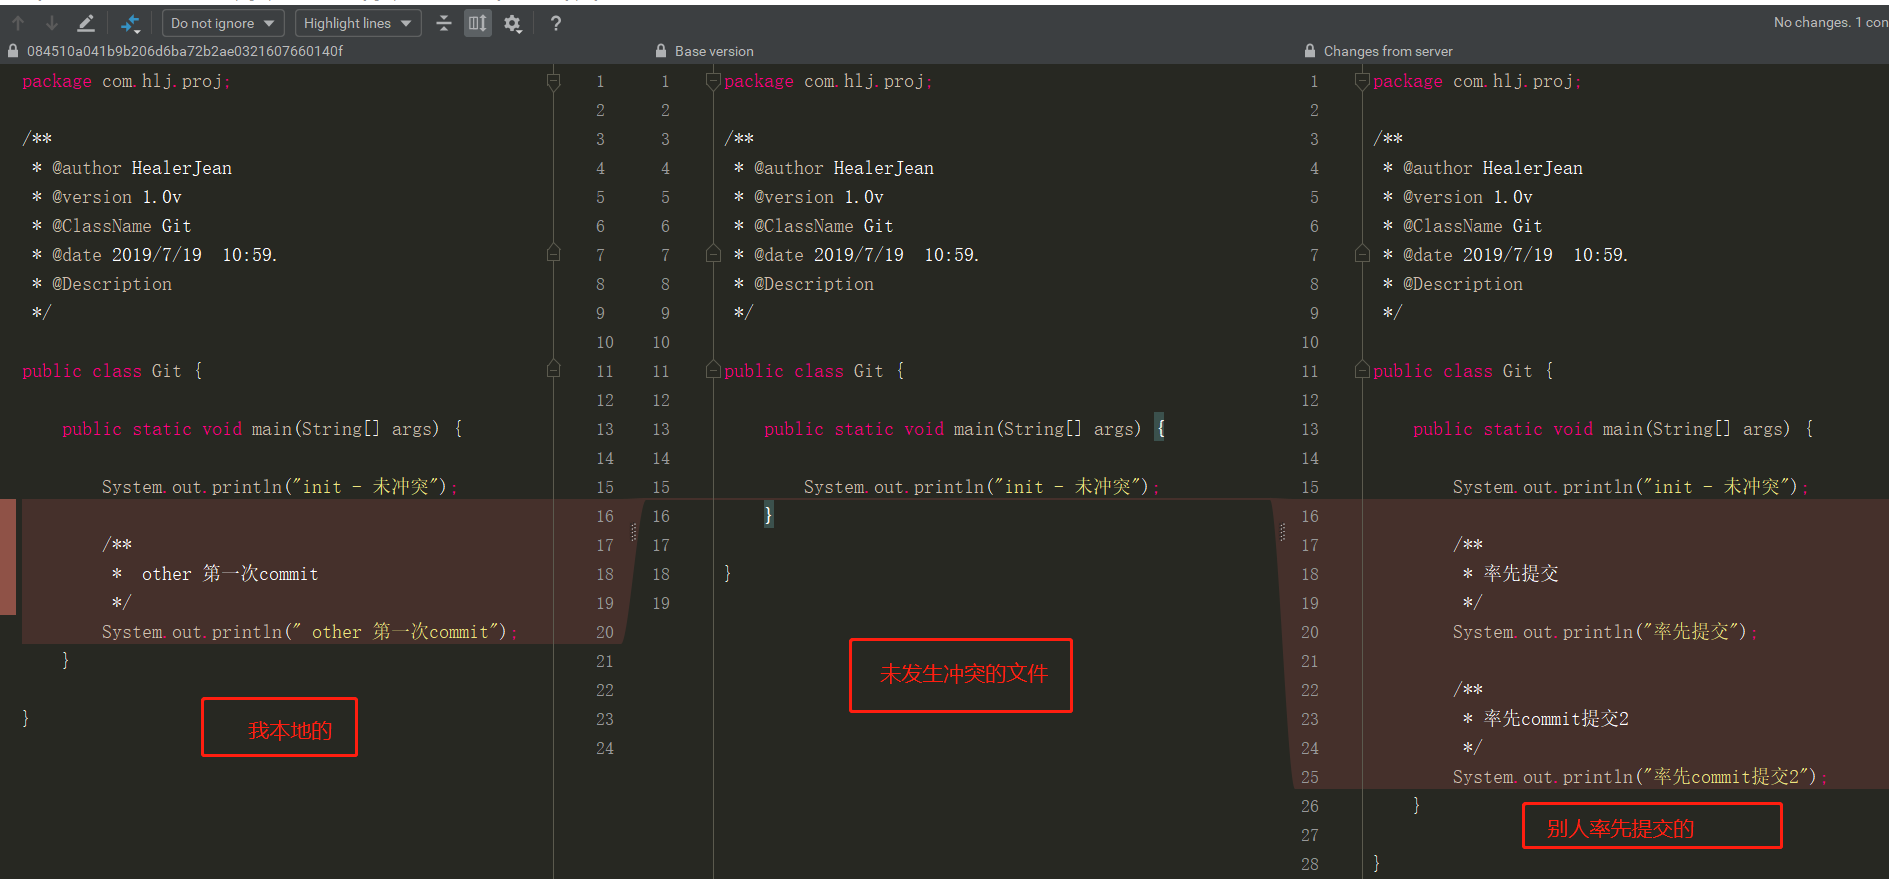 Do not ignore
Highlight lines
?
No changes. 1 con
084510a041b9b206d6ba72b2ae0321607660140f
Base version
Changes from server
package com.hlj.proj;
/**
* @author HealerJean
* @version 1.0v
* @ClassName Git
* @date 2019/7/19  10:59.
* @Description
*/
public class Git {
public static void main(String[] args) {
System.out.println("init - 未冲突");
/**
*  other 第一次commit
*/
System.out.println(" other 第一次commit");
}
}
我本地的
1
2
3
4
5
6
7
8
9
10
11
12
13
14
15
16
17
18
19
20
21
22
23
24
1
2
3
4
5
6
7
8
9
10
11
12
13
14
15
16
17
18
19
package com.hlj.proj;
/**
* @author HealerJean
* @version 1.0v
* @ClassName Git
* @date 2019/7/19  10:59.
* @Description
*/
public class Git {
public static void main(String[] args) {
System.out.println("init - 未冲突");
}
}
未发生冲突的文件
1
2
3
4
5
6
7
8
9
10
11
12
13
14
15
16
17
18
19
20
21
22
23
24
25
26
27
28
package com.hlj.proj;
/**
* @author HealerJean
* @version 1.0v
* @ClassName Git
* @date 2019/7/19  10:59.
* @Description
*/
public class Git {
public static void main(String[] args) {
System.out.println("init - 未冲突");
/**
* 率先提交
*/
System.out.println("率先提交");
/**
* 率先commit提交2
*/
System.out.println("率先commit提交2");
}
}
别人率先提交的